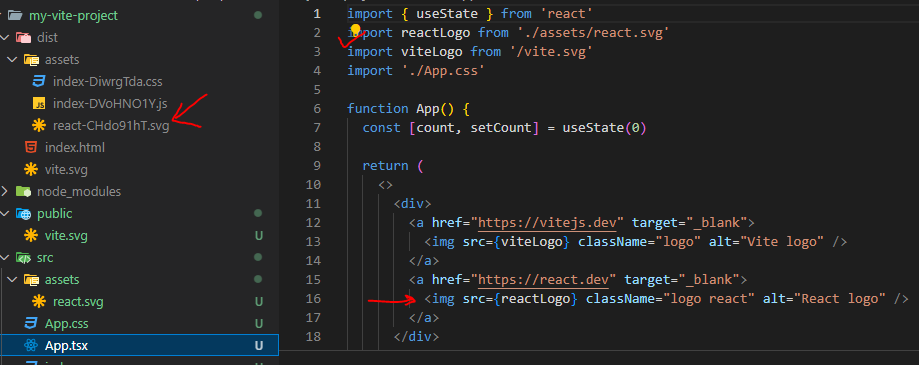 my-vite-project
dist
assets
index-DiwrgTda.css
JS index-DVoHNO1Y.js
react-CHdo91hT.svg
index.html
vite.svg
node_modules
public
vite.svg U
src
assets
react.svg U
App.css U
App.tsx U
1 import { useState } from 'react'
2 import reactLogo from './assets/react.svg'
3 import viteLogo from '/vite.svg'
4 import './App.css'
5
6 function App() {
7 const [count, setCount] = useState(0)
8
9 return (
10 <>
11 <div>
12 <a href="https://vitejs.dev" target="_blank">
13 <img src={viteLogo} className="logo" alt="Vite logo" />
14 </a>
15 <a href="https://react.dev" target="_blank">
16 <img src={reactLogo} className="logo react" alt="React logo" />
17 </a>
18 </div>